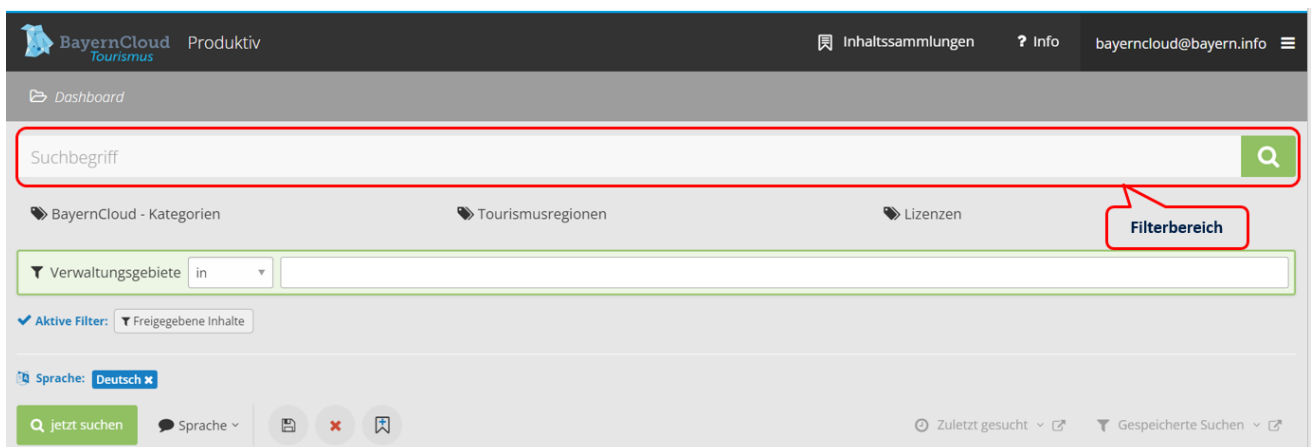 BayernCloud Produktiv Inhaltssammlungen ? Info bayerncloud@bayern.info
Tourismus
Dashboard
Suchbegriff
BayernCloud - Kategorien Tourismusregionen Lizenzen
Filterbereich
Verwaltungsgebiete in
Aktive Filter: Freigegebene Inhalte
Sprache: Deutsch ×
jetzt suchen Sprache Zuletzt gesucht Gespeicherte Suchen